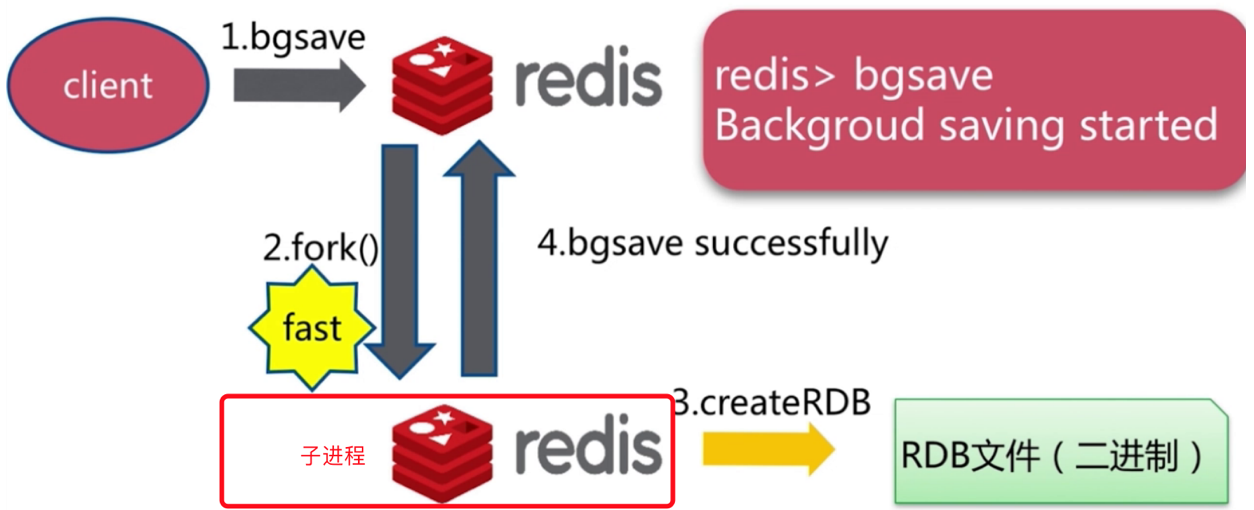 client
1.bgsave
redis
redis> bgsave
Backgroud saving started
2.fork()
fast
4.bgsave successfully
子进程
redis
3.createRDB
RDB文件（二进制）